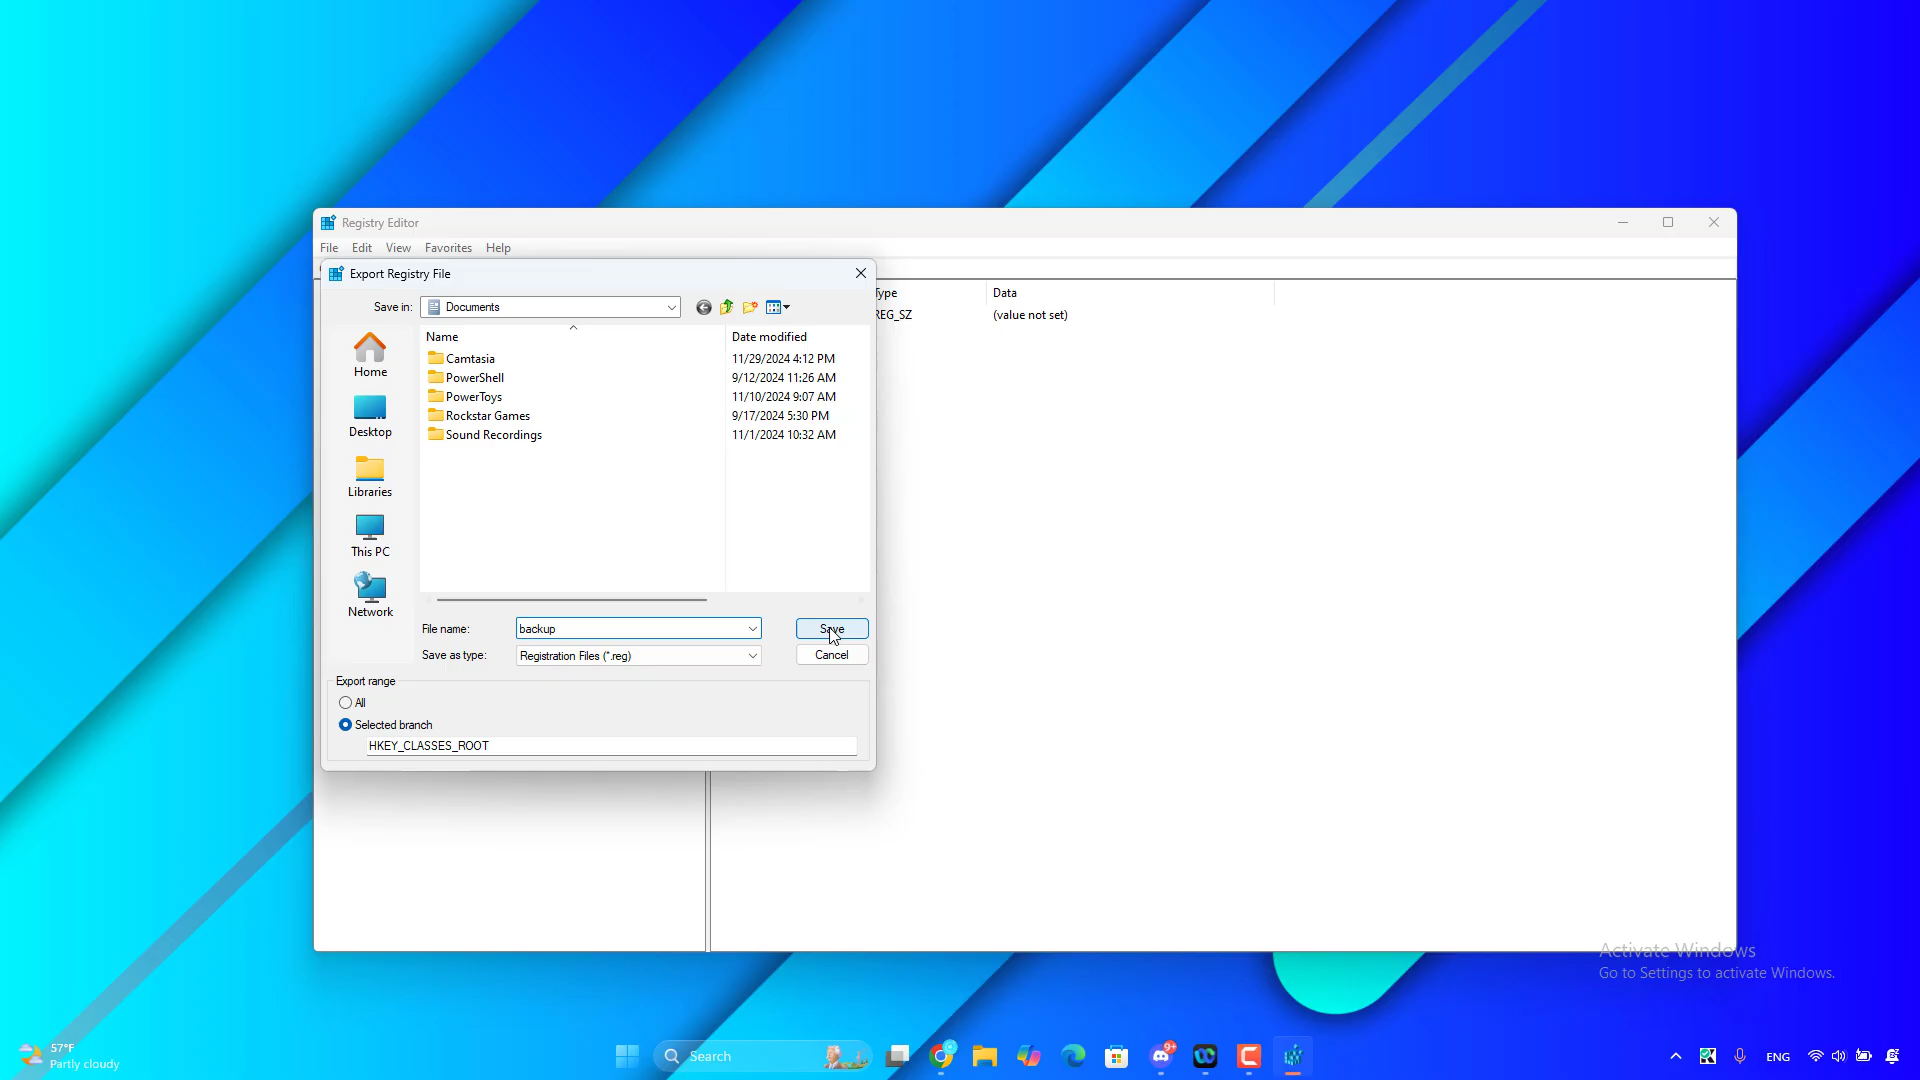 Registry Editor
File Edit View Favorites Help
Export Registry File
Save in: Documents
Type Data
REG_SZ (value not set)
Name Date modified
Camtasia 11/29/2024 4:12 PM
PowerShell 9/12/2024 11:26 AM
PowerToys 11/10/2024 9:07 AM
Rockstar Games 9/17/2024 5:30 PM
Sound Recordings 11/1/2024 10:32 AM
Home
Desktop
Libraries
This PC
Network
File name: backup Save
Save as type: Registration Files (*.reg) Cancel
Export range
All
Selected branch
HKEY_CLASSES_ROOT
Activate Windows
Go to Settings to activate Windows.
57°F
Partly cloudy
Search
9+
ENG